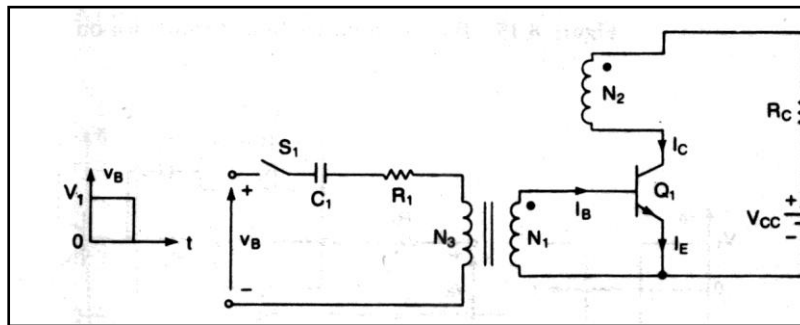 N₂
R_C
I_C
S₁
v_B
V₁
+
C₁
R₁
Q₁
I_B
0
t
v_B
N₃
N₁
V_CC
+
I_E
−
−